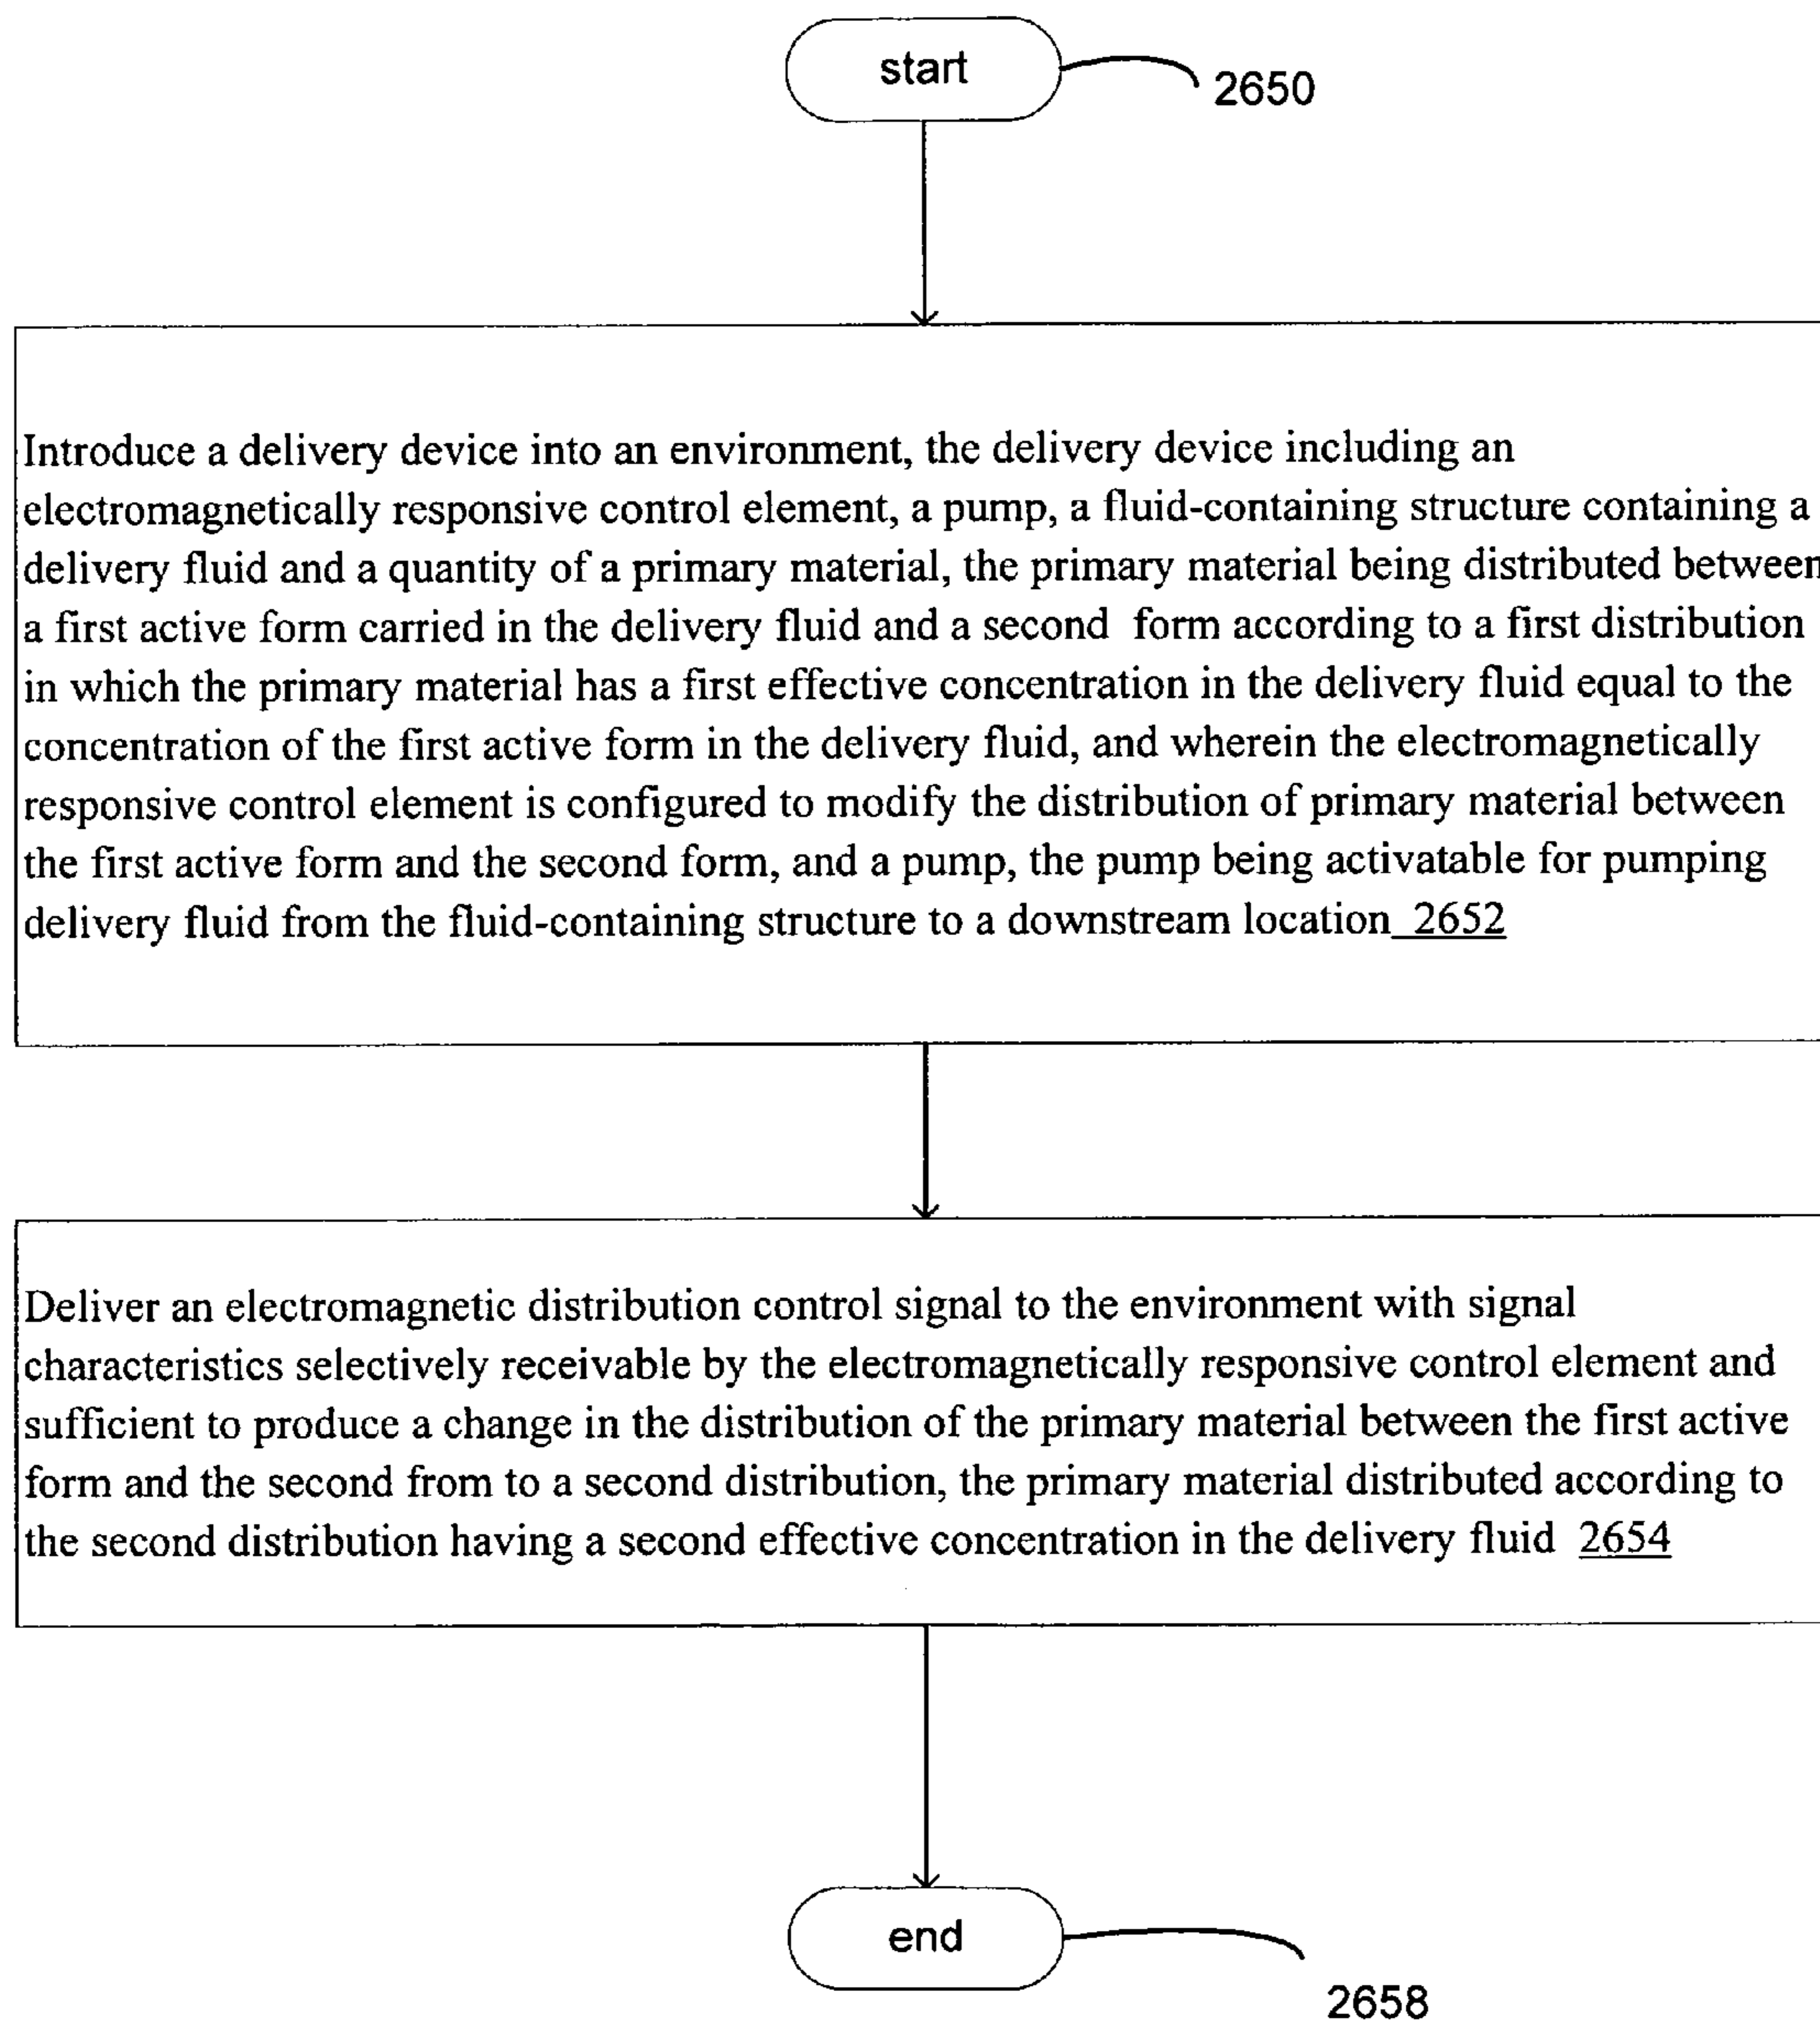 start
2650
Introduce a delivery device into an environment, the delivery device including an
electromagnetically responsive control element, a pump, a fluid-containing structure containing a
delivery fluid and a quantity of a primary material, the primary material being distributed between
a first active form carried in the delivery fluid and a second form according to a first distribution
in which the primary material has a first effective concentration in the delivery fluid equal to the
concentration of the first active form in the delivery fluid, and wherein the electromagnetically
responsive control element is configured to modify the distribution of primary material between
the first active form and the second form, and a pump, the pump being activatable for pumping
delivery fluid from the fluid-containing structure to a downstream location 2652
Deliver an electromagnetic distribution control signal to the environment with signal
characteristics selectively receivable by the electromagnetically responsive control element and
sufficient to produce a change in the distribution of the primary material between the first active
form and the second from to a second distribution, the primary material distributed according to
the second distribution having a second effective concentration in the delivery fluid 2654
end
2658